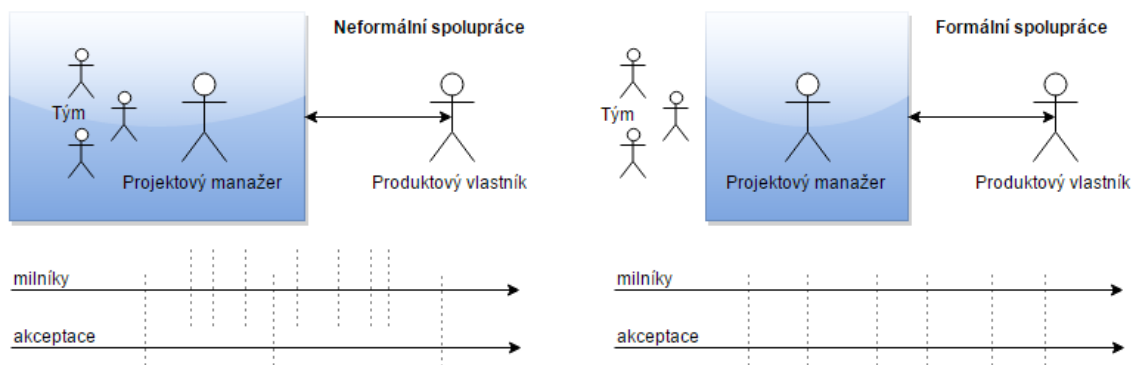 Neformální spolupráce
Tým
Projektový manažer
Produktový vlastník
milníky
akceptace
Formální spolupráce
Tým
Projektový manažer
Produktový vlastník
milníky
akceptace